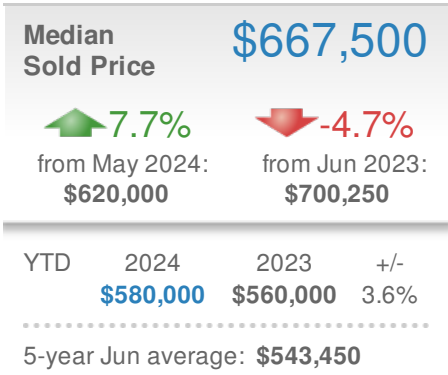 Median
Sold Price
$667,500
7.7%
-4.7%
from May 2024:
$620,000
from Jun 2023:
$700,250
YTD 2024 2023 +/-
$580,000 $560,000 3.6%
5-year Jun average: $543,450